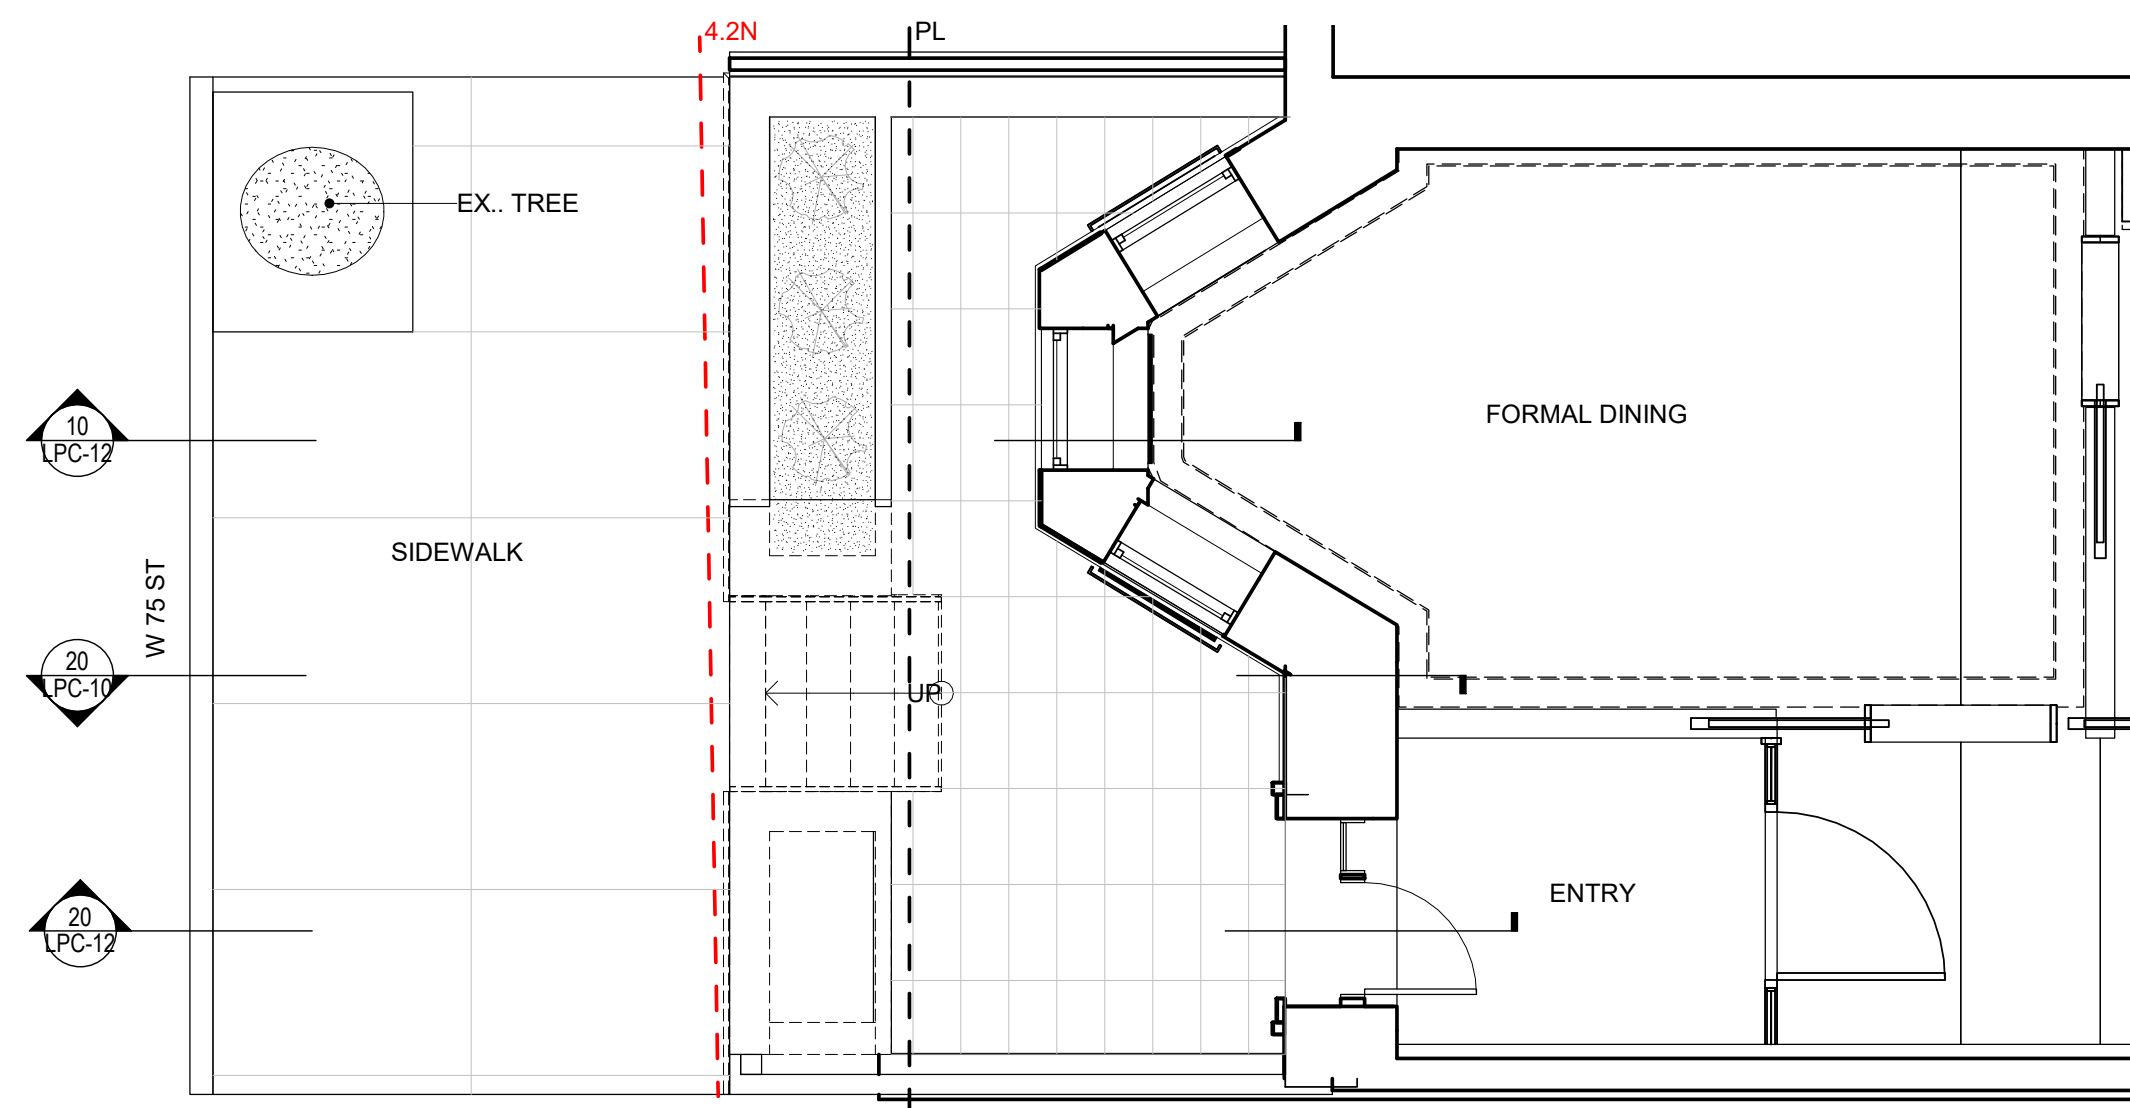 4.2N
PL
EX.. TREE
10
LPC-12
FORMAL DINING
SIDEWALK
W 75 ST
20
LPC-10
UP
ENTRY
20
LPC-12